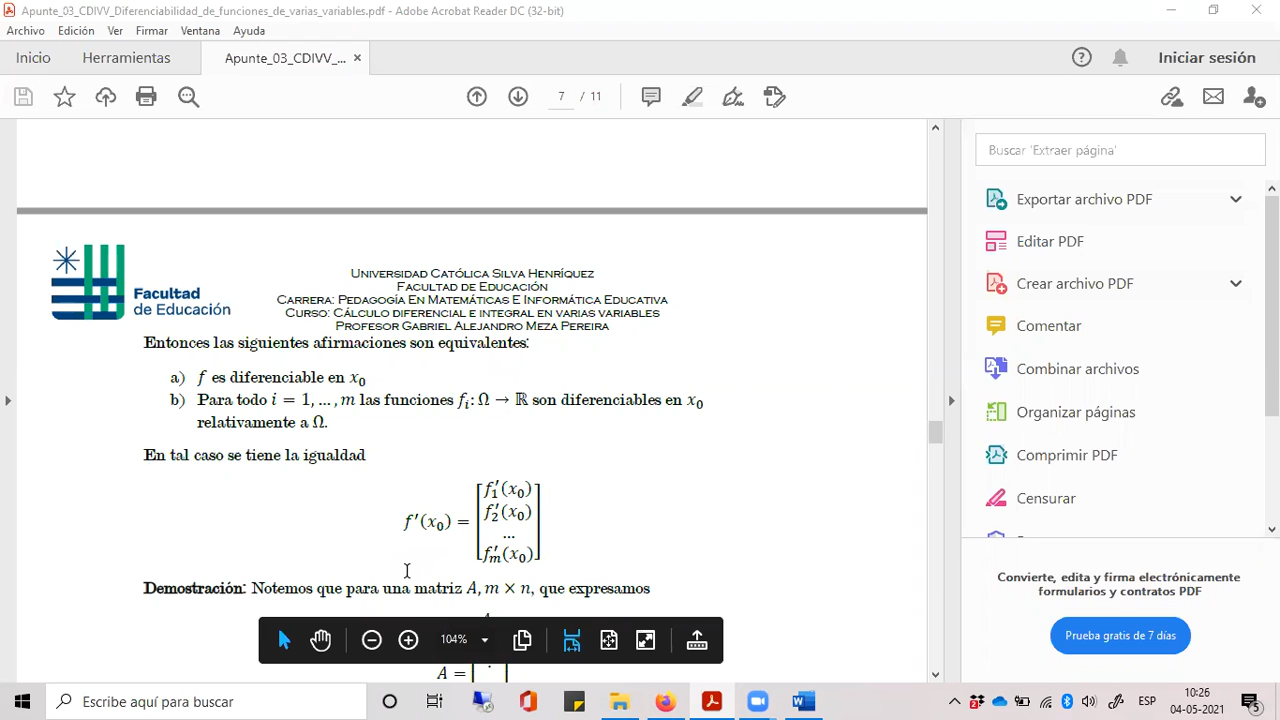 Apunte_03_CDIVV_Diferenciabilidad_de_funciones_de_varias_variables.pdf - Adobe Acrobat Reader DC (32-bit)
Archivo Edición Ver Firmar Ventana Ayuda
Inicio Herramientas Apunte_03_CDIVV_... × Iniciar sesión
7 / 11
Buscar 'Extraer página'
Exportar archivo PDF
Editar PDF
Crear archivo PDF
Comentar
Combinar archivos
Organizar páginas
Comprimir PDF
Censurar
Convierte, edita y firma electrónicamente
formularios y contratos PDF
Prueba gratis de 7 días
Facultad
de Educación
Universidad Católica Silva Henríquez
Facultad de Educación
Carrera: Pedagogía En Matemáticas E Informática Educativa
Curso: Cálculo diferencial e integral en varias variables
Profesor Gabriel Alejandro Meza Pereira
Entonces las siguientes afirmaciones son equivalentes:
a) f es diferenciable en x₀
b) Para todo i = 1, … , m las funciones fᵢ: Ω → ℝ son diferenciables en x₀
relativamente a Ω.
En tal caso se tiene la igualdad
f₁′(x₀)
f′(x₀) = f₂′(x₀)
…
fₘ′(x₀)
Demostración: Notemos que para una matriz A, m × n, que expresamos
104%
A =
Escribe aquí para buscar
ESP
10:26
04-05-2021
5